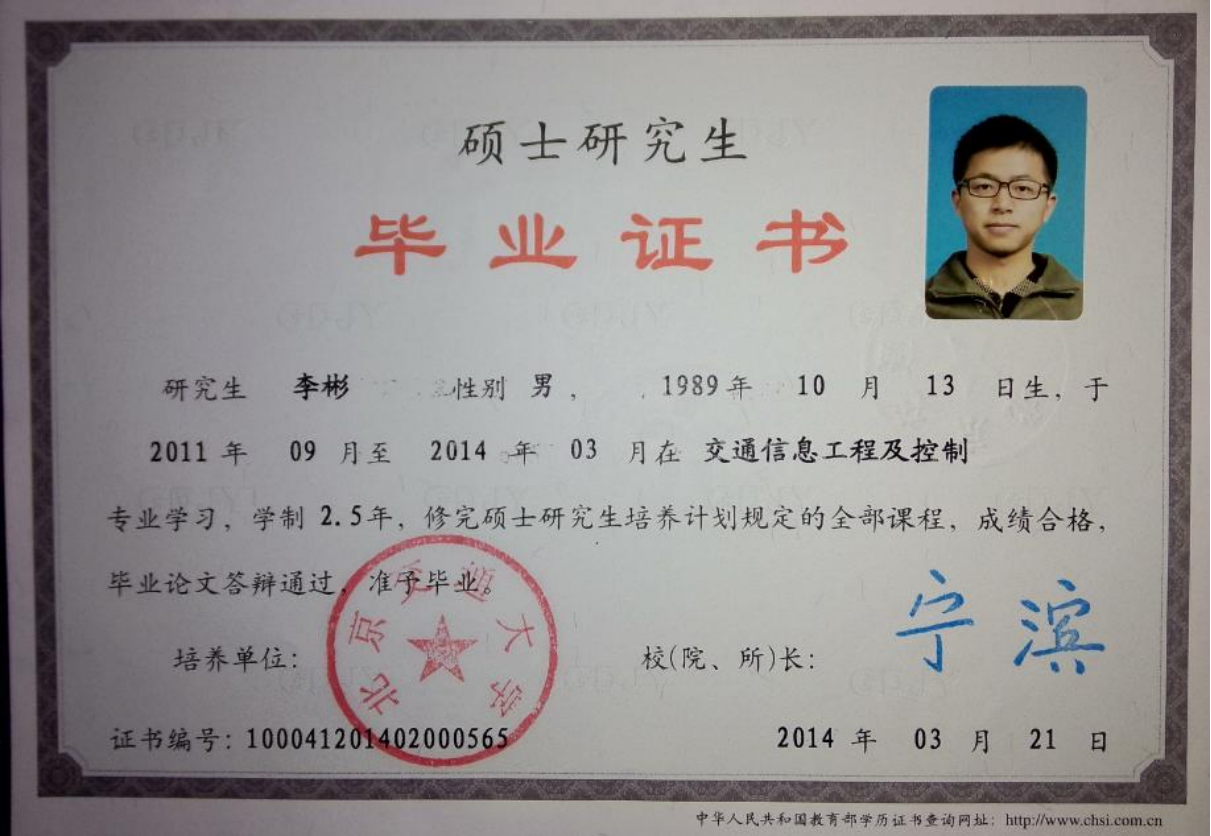 硕士研究生
毕业证书
研究生 李彬 性别 男， 1989年 10 月 13 日生，于
2011 年 09 月至 2014 年 03 月在 交通信息工程及控制
专业学习，学制 2.5年，修完硕士研究生培养计划规定的全部课程，成绩合格，
毕业论文答辩通过，准予毕业。
北京交通大学
培养单位： 校(院、所)长： 宁滨
证书编号：100041201402000565 2014 年 03 月 21 日
中华人民共和国教育部学历证书查询网址：http://www.chsi.com.cn